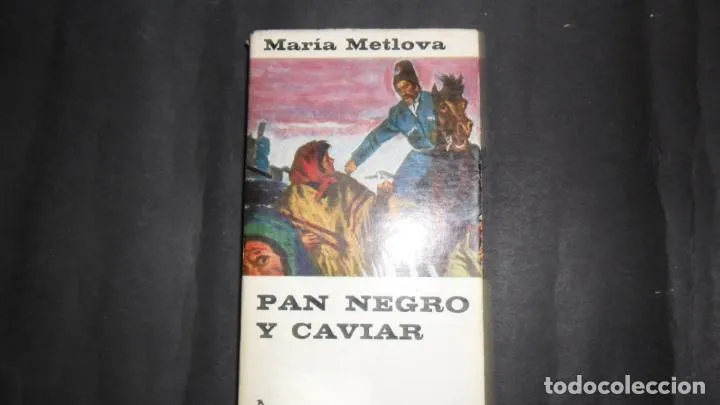 María Metlova
PAN NEGRO
Y CAVIAR
todocoleccion